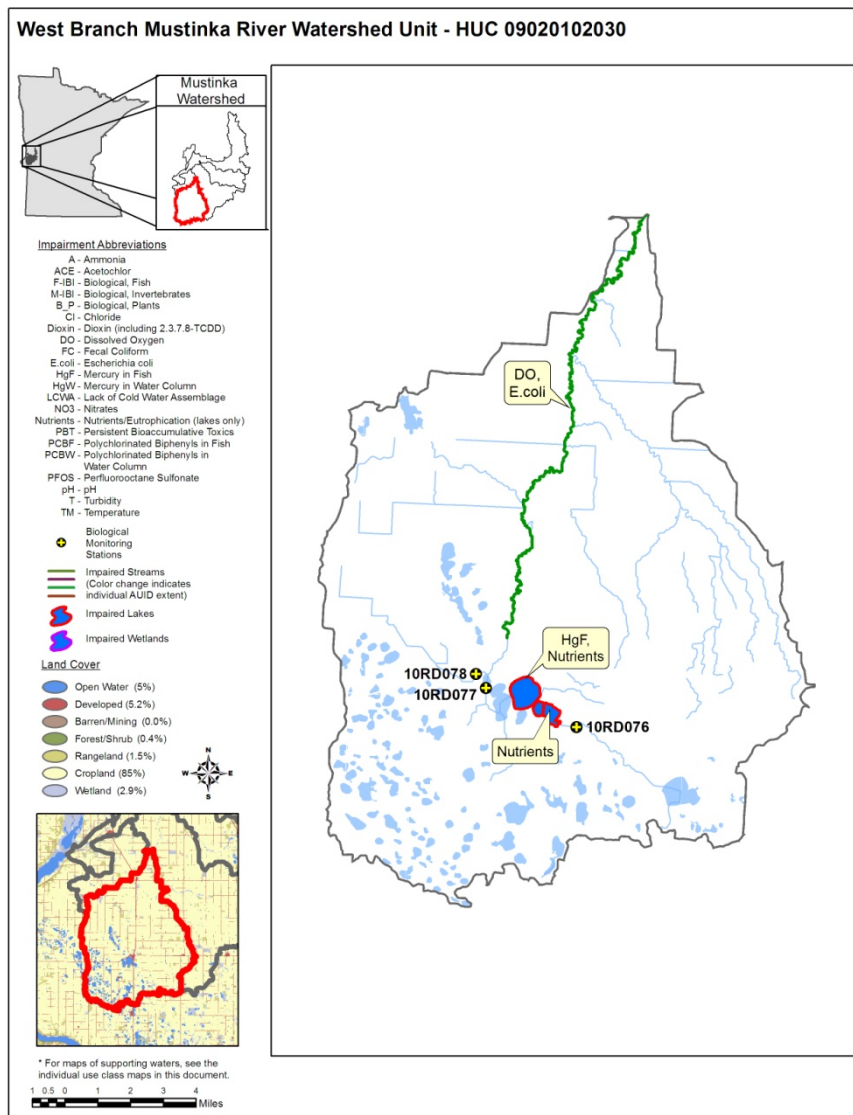 West Branch Mustinka River Watershed Unit - HUC 09020102030
Mustinka
Watershed
Impairment Abbreviations
A - Ammonia
ACE - Acetochlor
F-IBI - Biological, Fish
M-IBI - Biological, Invertebrates
B_P - Biological, Plants
Cl - Chloride
Dioxin - Dioxin (including 2.3.7.8-TCDD)
DO - Dissolved Oxygen
FC - Fecal Coliform
E.coli - Escherichia coli
HgF - Mercury in Fish
HgW - Mercury in Water Column
LCWA - Lack of Cold Water Assemblage
NO3 - Nitrates
Nutrients - Nutrients/Eutrophication (lakes only)
PBT - Persistent Bioaccumulative Toxics
PCBF - Polychlorinated Biphenyls in Fish
PCBW - Polychlorinated Biphenyls in
Water Column
PFOS - Perfluorooctane Sulfonate
pH - pH
T - Turbidity
TM - Temperature
Biological
Monitoring
Stations
Impaired Streams
(Color change indicates
individual AUID extent)
Impaired Lakes
Impaired Wetlands
Land Cover
Open Water (5%)
Developed (5.2%)
Barren/Mining (0.0%)
Forest/Shrub (0.4%)
Rangeland (1.5%)
Cropland (85%)
Wetland (2.9%)
N
W E
S
* For maps of supporting waters, see the
individual use class maps in this document.
1 0.5 0 1 2 3 4
Miles
DO,
E.coli
HgF,
Nutrients
10RD078
10RD077
10RD076
Nutrients